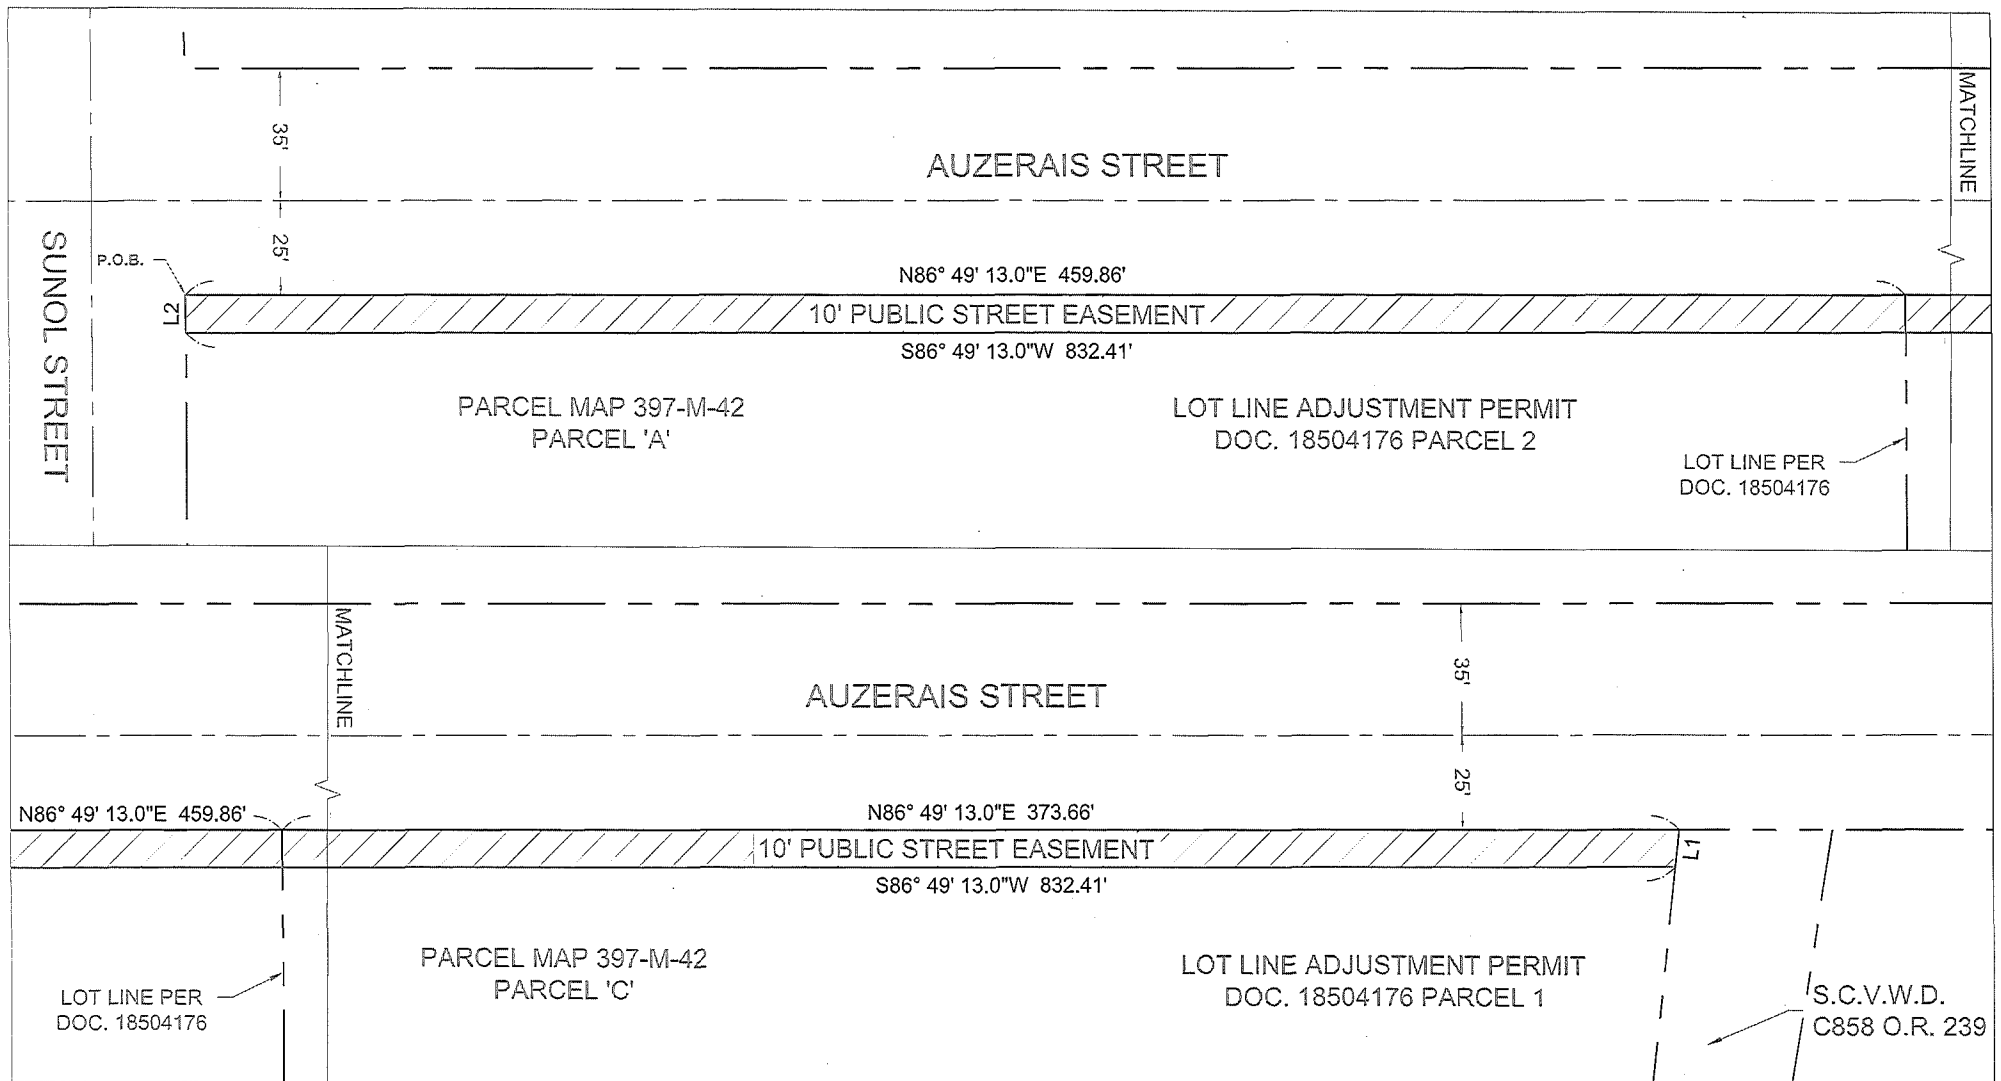 MATCHLINE
35'
AUZERAIS STREET
25'
SUNOL STREET
P.O.B.
L2
N86° 49' 13.0"E 459.86'
10' PUBLIC STREET EASEMENT
S86° 49' 13.0"W 832.41'
PARCEL MAP 397-M-42
PARCEL 'A'
LOT LINE ADJUSTMENT PERMIT
DOC. 18504176 PARCEL 2
LOT LINE PER
DOC. 18504176
MATCHLINE
35'
AUZERAIS STREET
25'
N86° 49' 13.0"E 459.86'
N86° 49' 13.0"E 373.66'
10' PUBLIC STREET EASEMENT
L1
S86° 49' 13.0"W 832.41'
PARCEL MAP 397-M-42
PARCEL 'C'
LOT LINE ADJUSTMENT PERMIT
DOC. 18504176 PARCEL 1
LOT LINE PER
DOC. 18504176
S.C.V.W.D.
C858 O.R. 239